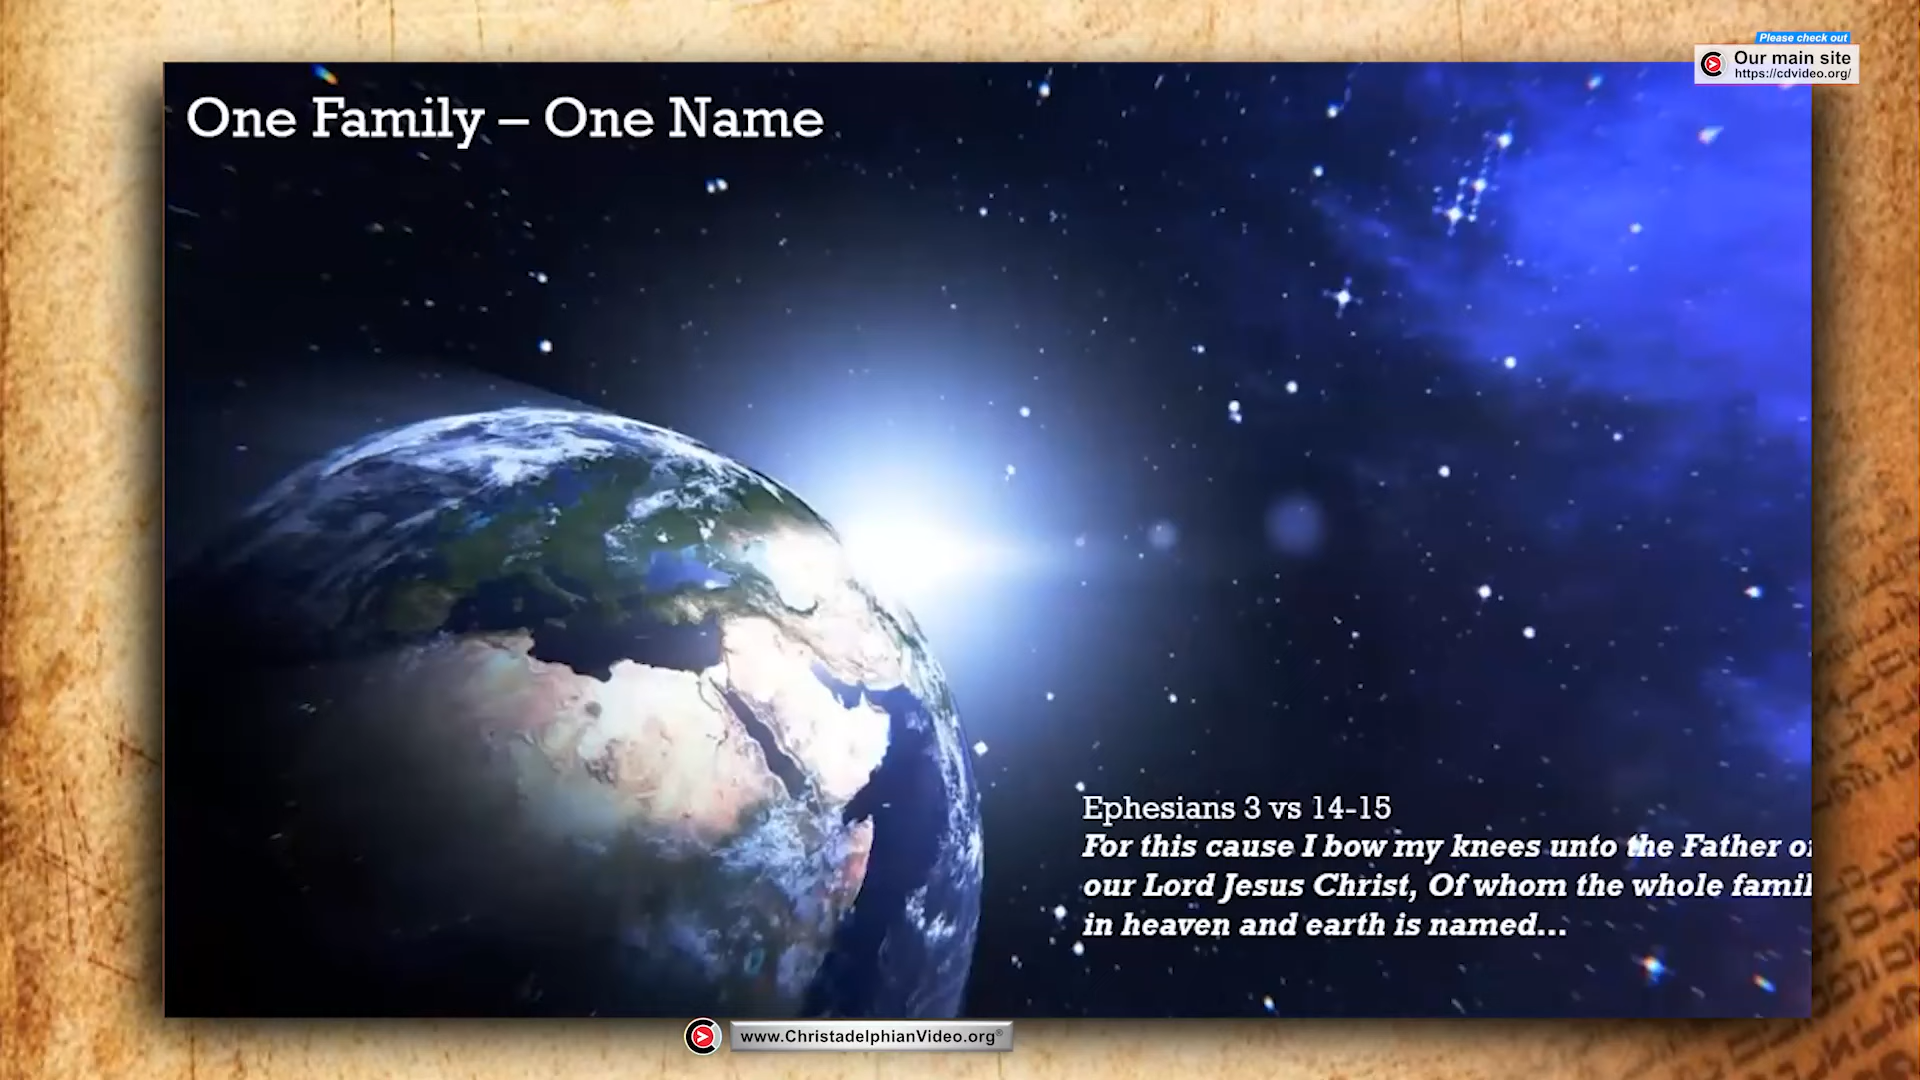 Please check out
Our main site
https://cdvideo.org/
One Family – One Name
Ephesians 3 vs 14-15
For this cause I bow my knees unto the Father
our Lord Jesus Christ, Of whom the whole
in heaven and earth is named...
www.ChristadelphianVideo.org®